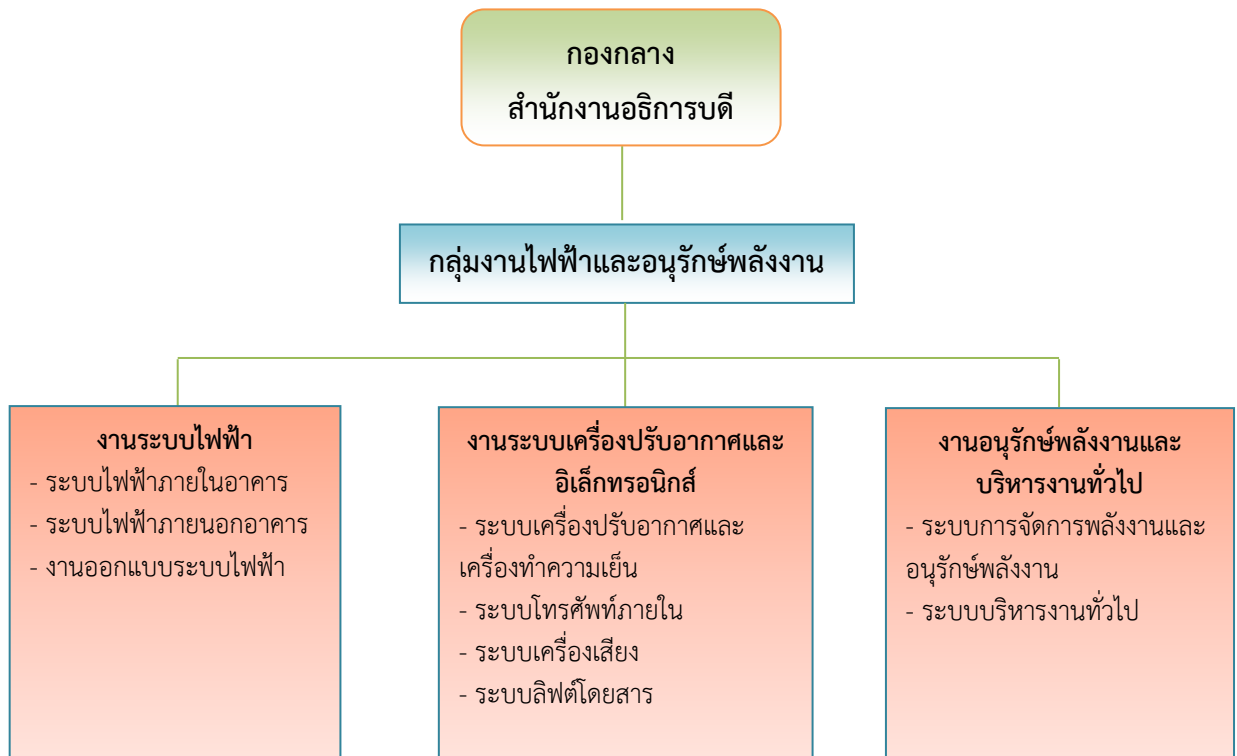 กองกลาง
สำนักงานอธิการบดี
กลุ่มงานไฟฟ้าและอนุรักษ์พลังงาน
งานระบบไฟฟ้า
- ระบบไฟฟ้าภายในอาคาร
- ระบบไฟฟ้าภายนอกอาคาร
- งานออกแบบระบบไฟฟ้า
งานระบบเครื่องปรับอากาศและ
อิเล็กทรอนิกส์
- ระบบเครื่องปรับอากาศและ
เครื่องทำความเย็น
- ระบบโทรศัพท์ภายใน
- ระบบเครื่องเสียง
- ระบบลิฟต์โดยสาร
งานอนุรักษ์พลังงานและ
บริหารงานทั่วไป
- ระบบการจัดการพลังงานและ
อนุรักษ์พลังงาน
- ระบบบริหารงานทั่วไป